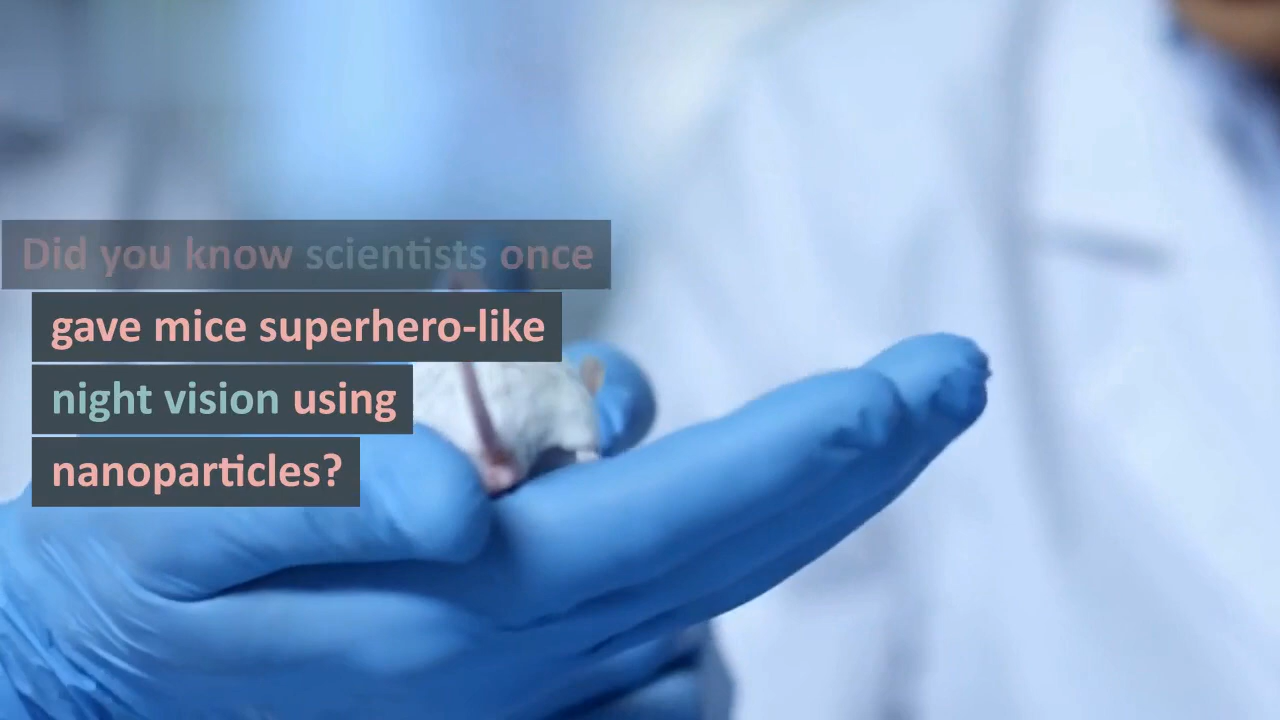 Did you know scientists once
gave mice superhero-like
night vision using
nanoparticles?